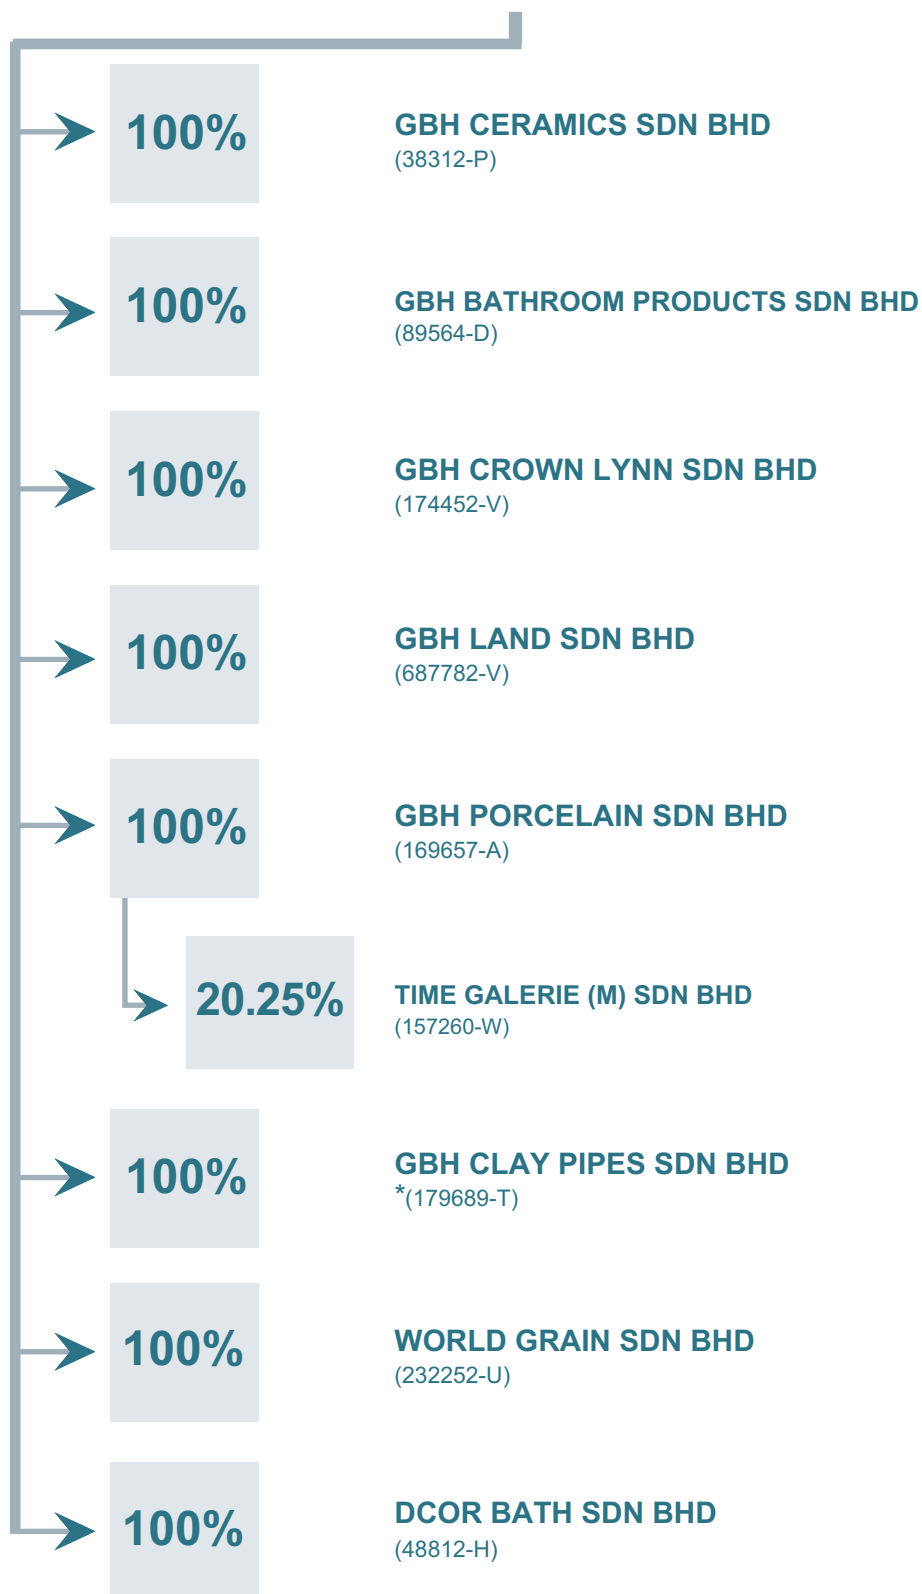 100%
GBH CERAMICS SDN BHD
(38312-P)
100%
GBH BATHROOM PRODUCTS SDN BHD
(89564-D)
100%
GBH CROWN LYNN SDN BHD
(174452-V)
100%
GBH LAND SDN BHD
(687782-V)
100%
GBH PORCELAIN SDN BHD
(169657-A)
20.25%
TIME GALERIE (M) SDN BHD
(157260-W)
100%
GBH CLAY PIPES SDN BHD
*(179689-T)
100%
WORLD GRAIN SDN BHD
(232252-U)
100%
DCOR BATH SDN BHD
(48812-H)